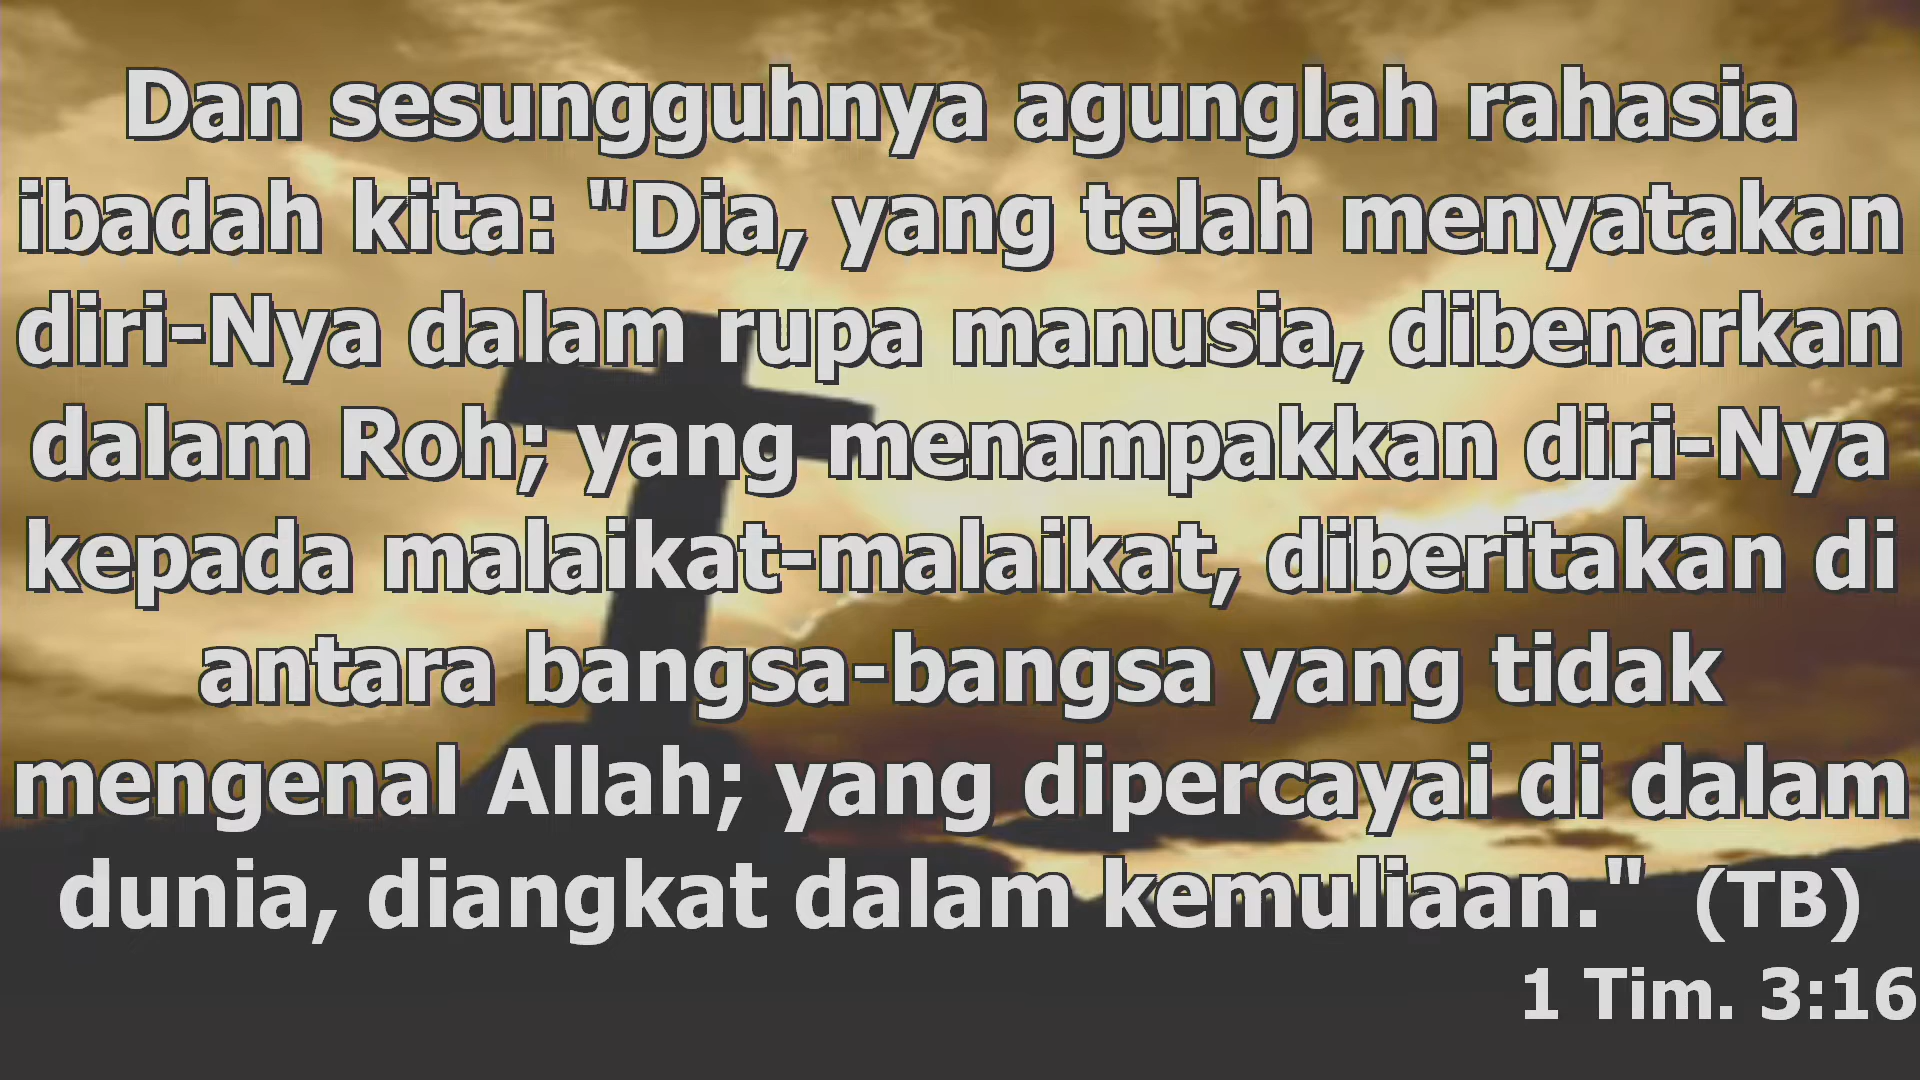 Dan sesungguhnya agunglah rahasia
ibadah kita: "Dia, yang telah menyatakan
diri-Nya dalam rupa manusia, dibenarkan
dalam Roh; yang menampakkan diri-Nya
kepada malaikat-malaikat, diberitakan di
antara bangsa-bangsa yang tidak
mengenal Allah; yang dipercayai di dalam
dunia, diangkat dalam kemuliaan." (TB)
1 Tim. 3:16